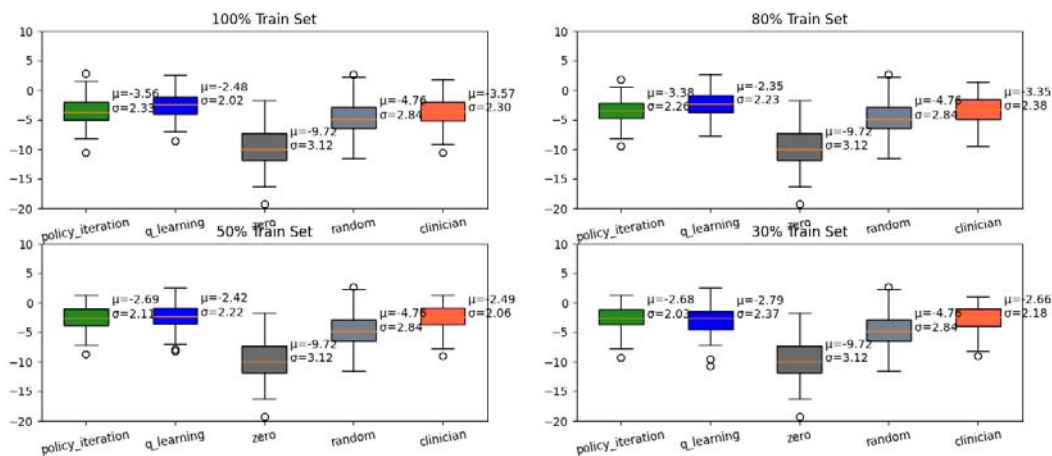 100% Train Set
10
5
0
−5
−10
−15
−20
μ=-3.56
σ=2.33
μ=-2.48
σ=2.02
μ=-9.72
σ=3.12
μ=-4.76
σ=2.84
μ=-3.57
σ=2.30
policy_iteration
q_learning
zero
random
clinician
80% Train Set
10
5
0
−5
−10
−15
−20
μ=-3.38
σ=2.26
μ=-2.35
σ=2.23
μ=-9.72
σ=3.12
μ=-4.76
σ=2.84
μ=-3.35
σ=2.38
policy_iteration
q_learning
zero
random
clinician
50% Train Set
10
5
0
−5
−10
−15
−20
μ=-2.69
σ=2.11
μ=-2.42
σ=2.22
μ=-9.72
σ=3.12
μ=-4.76
σ=2.84
μ=-2.49
σ=2.06
policy_iteration
q_learning
zero
random
clinician
30% Train Set
10
5
0
−5
−10
−15
−20
μ=-2.68
σ=2.03
μ=-2.79
σ=2.37
μ=-9.72
σ=3.12
μ=-4.76
σ=2.84
μ=-2.66
σ=2.18
policy_iteration
q_learning
zero
random
clinician